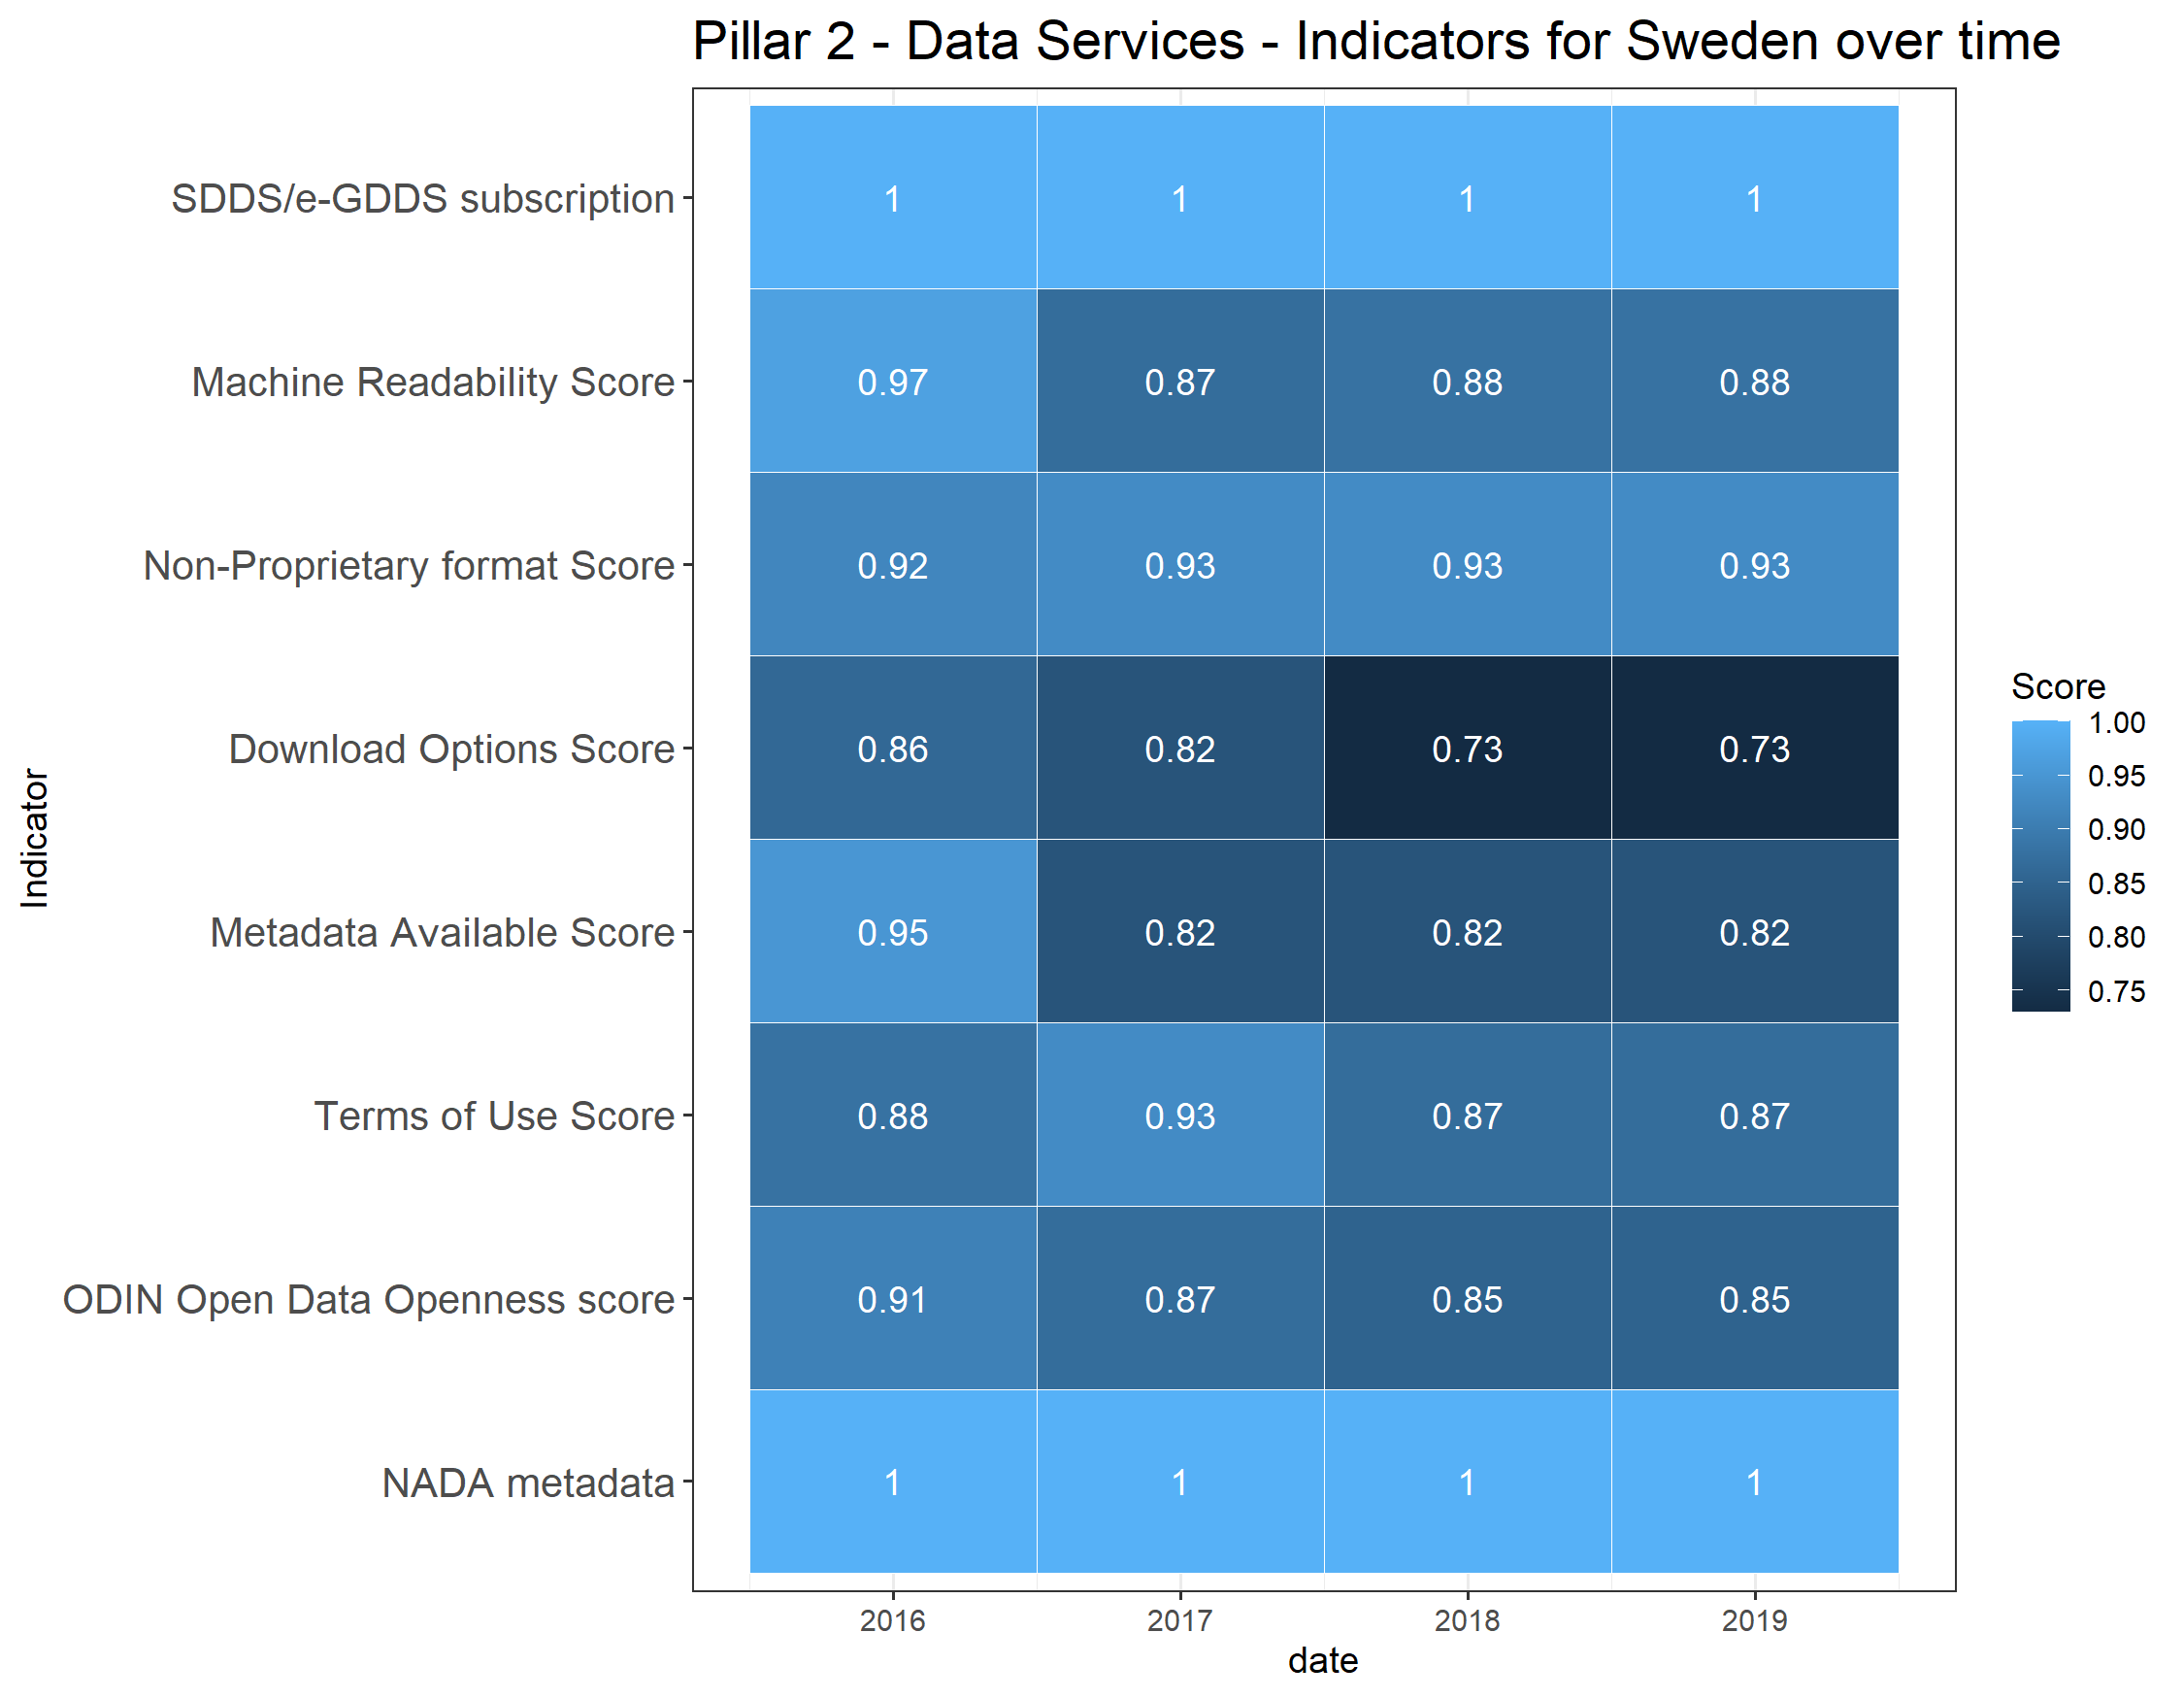 Pillar 2 - Data Services - Indicators for Sweden over time
Indicator
SDDS/e-GDDS subscription 1 1 1 1
Machine Readability Score 0.97 0.87 0.88 0.88
Non-Proprietary format Score 0.92 0.93 0.93 0.93
Download Options Score 0.86 0.82 0.73 0.73
Metadata Available Score 0.95 0.82 0.82 0.82
Terms of Use Score 0.88 0.93 0.87 0.87
ODIN Open Data Openness score 0.91 0.87 0.85 0.85
NADA metadata 1 1 1 1
2016 2017 2018 2019
date
Score
1.00
0.95
0.90
0.85
0.80
0.75